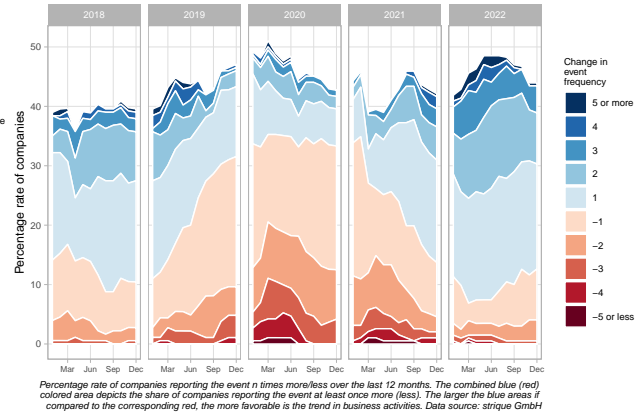 2018 2019 2020 2021 2022
Percentage rate of companies
50
40
30
20
10
0
Mar Jun Sep Dec Mar Jun Sep Dec Mar Jun Sep Dec Mar Jun Sep Dec Mar Jun Sep Dec
Change in
event
frequency
5 or more
4
3
2
1
−1
−2
−3
−4
−5 or less
e
Percentage rate of companies reporting the event n times more/less over the last 12 months. The combined blue (red)
colored area depicts the share of companies reporting the event at least once more (less). The larger the blue areas if
compared to the corresponding red, the more favorable is the trend in business activities. Data source: strique GmbH